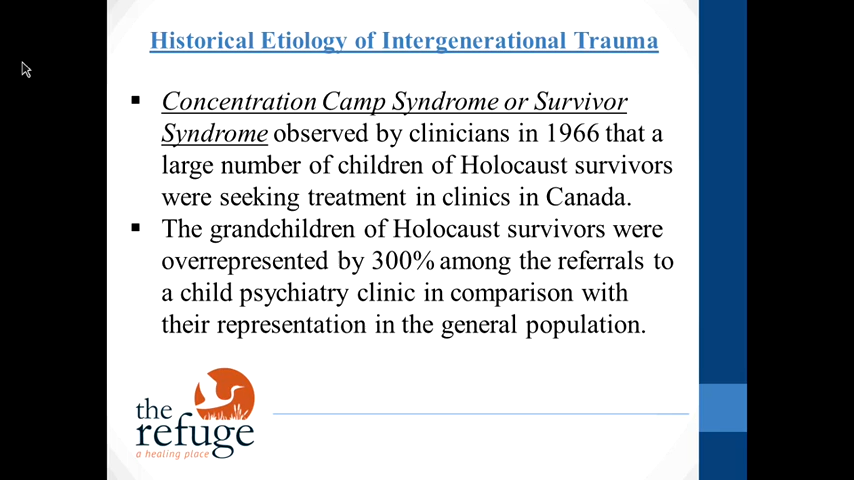 Historical Etiology of Intergenerational Trauma
▪ Concentration Camp Syndrome or Survivor
Syndrome observed by clinicians in 1966 that a
large number of children of Holocaust survivors
were seeking treatment in clinics in Canada.
▪ The grandchildren of Holocaust survivors were
overrepresented by 300% among the referrals to
a child psychiatry clinic in comparison with
their representation in the general population.
the
refuge
a healing place